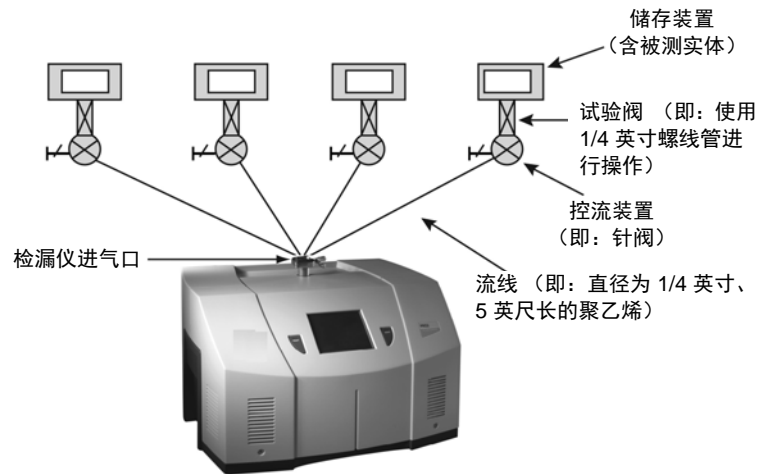 储存装置
（含被测实体）
试验阀 （即：使用
1/4 英寸螺线管进
行操作）
控流装置
（即：针阀）
检漏仪进气口
流线 （即：直径为 1/4 英寸、
5 英尺长的聚乙烯）